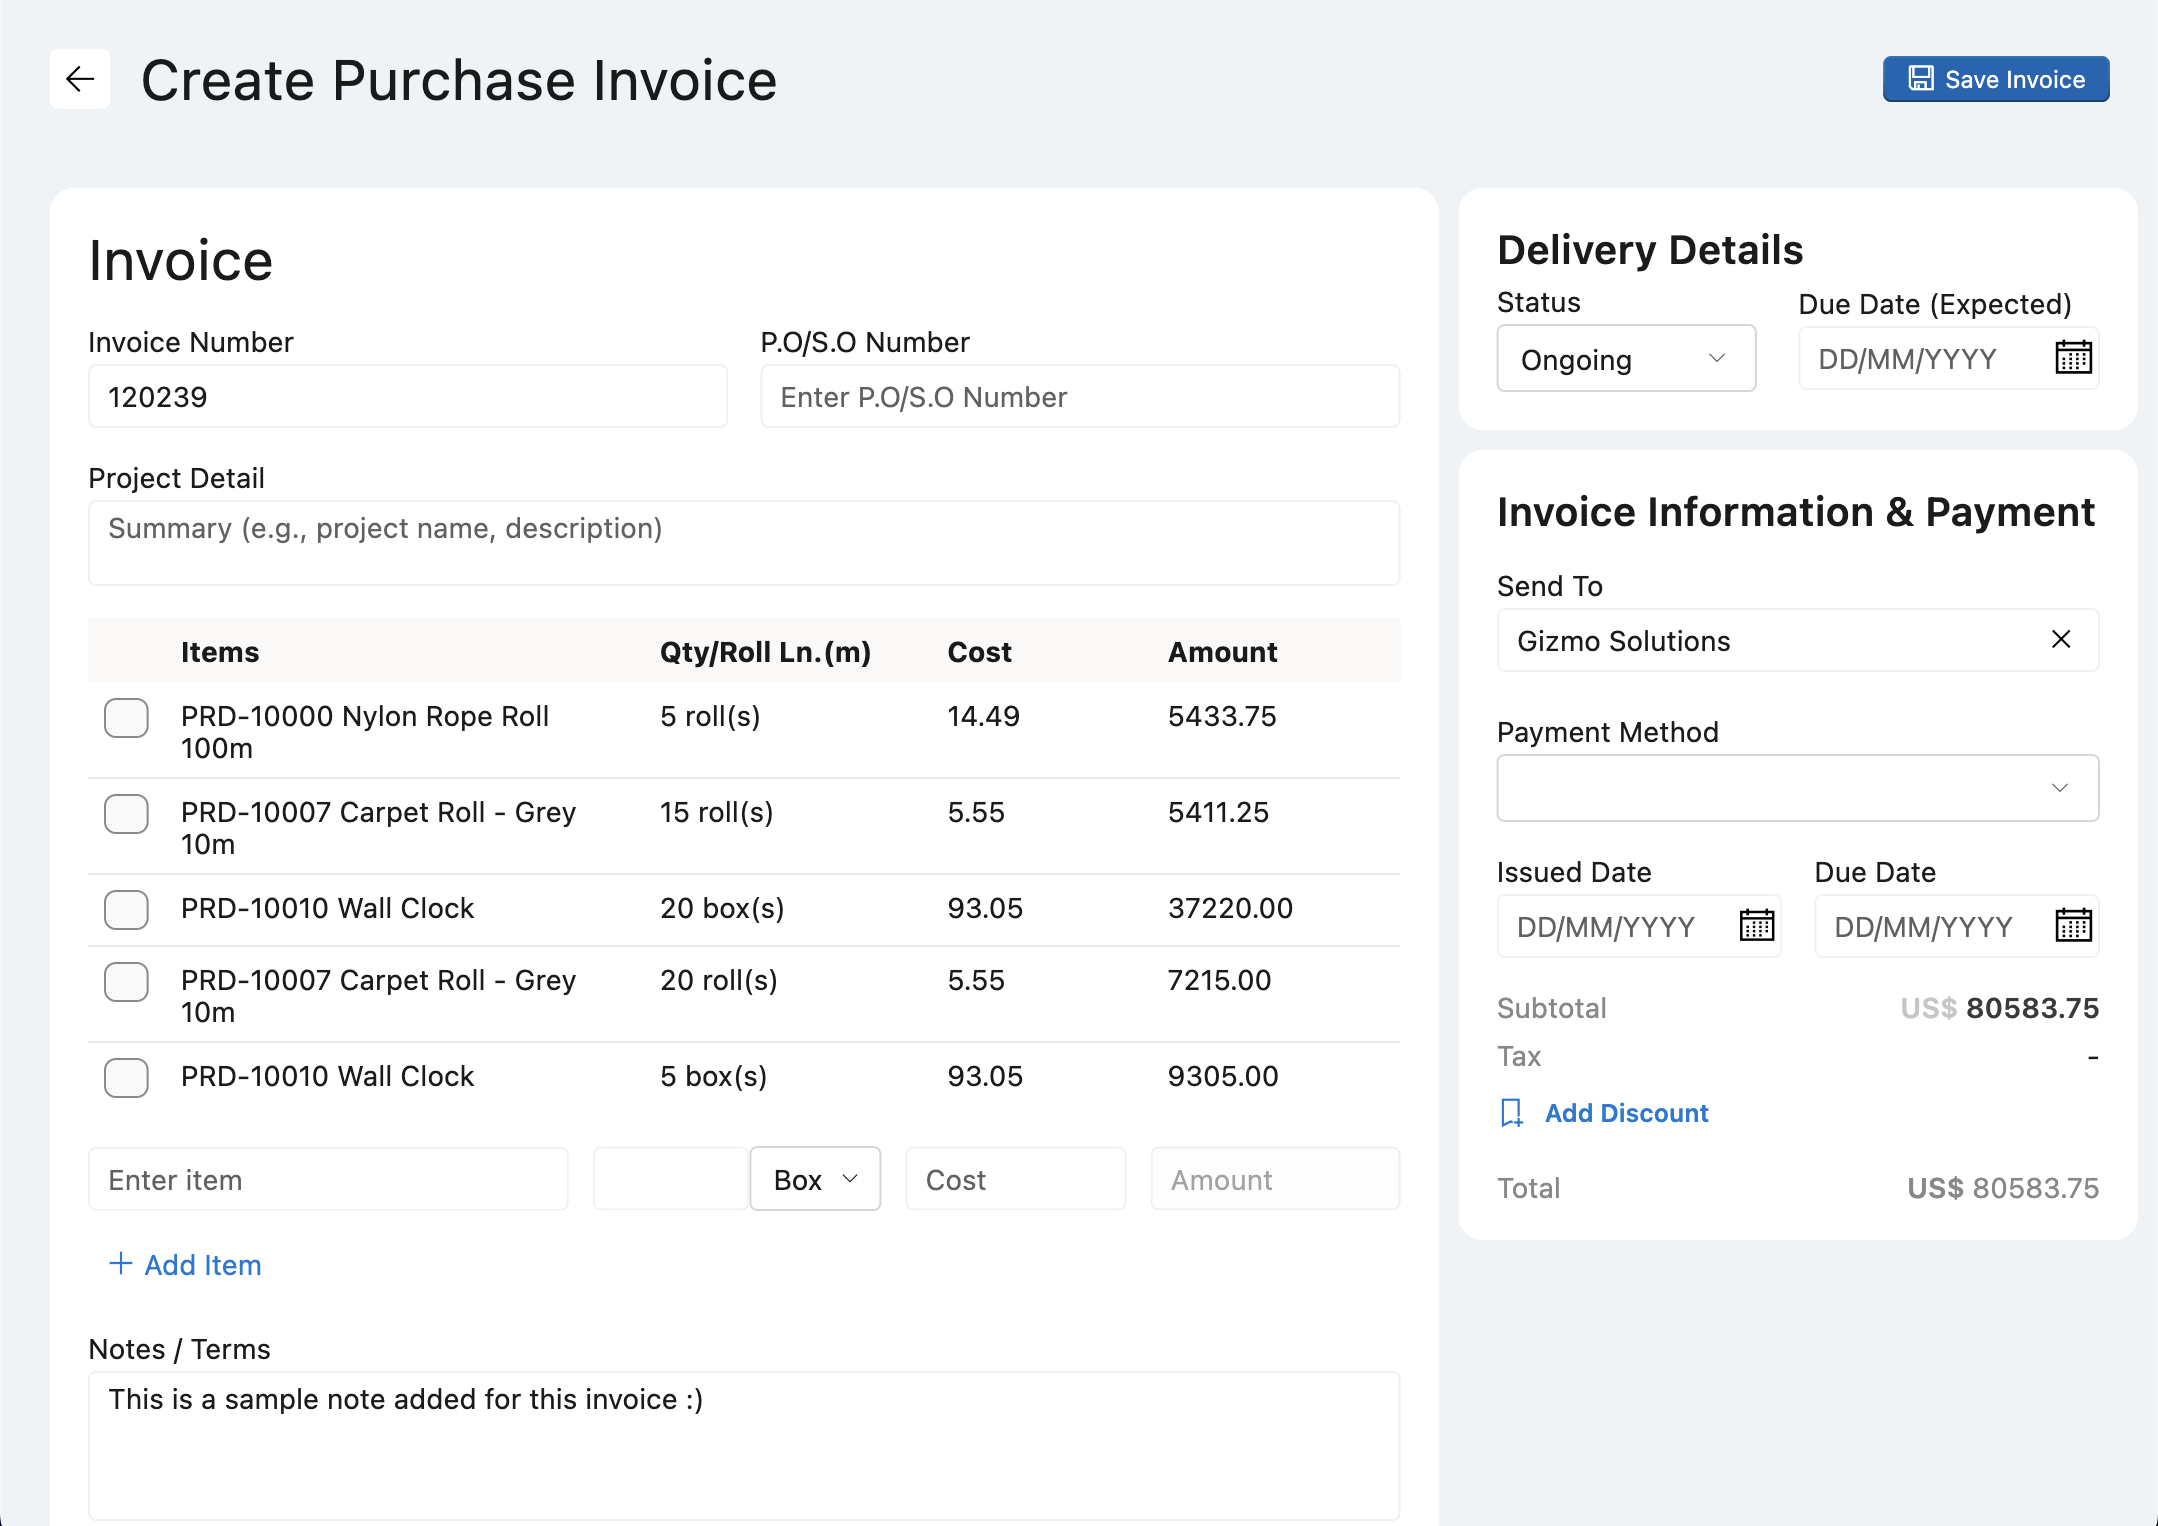 Create Purchase Invoice
Save Invoice
Invoice
Invoice Number
P.O/S.O Number
120239
Enter P.O/S.O Number
Project Detail
Summary (e.g., project name, description)
Items Qty/Roll Ln.(m) Cost Amount
PRD-10000 Nylon Rope Roll 5 roll(s) 14.49 5433.75
100m
PRD-10007 Carpet Roll - Grey 15 roll(s) 5.55 5411.25
10m
PRD-10010 Wall Clock 20 box(s) 93.05 37220.00
PRD-10007 Carpet Roll - Grey 20 roll(s) 5.55 7215.00
10m
PRD-10010 Wall Clock 5 box(s) 93.05 9305.00
Enter item Box Cost Amount
Add Item
Notes / Terms
This is a sample note added for this invoice :)
Delivery Details
Status
Due Date (Expected)
Ongoing
DD/MM/YYYY
Invoice Information & Payment
Send To
Gizmo Solutions
Payment Method
Issued Date
Due Date
DD/MM/YYYY
DD/MM/YYYY
Subtotal US$ 80583.75
Tax -
Add Discount
Total US$ 80583.75